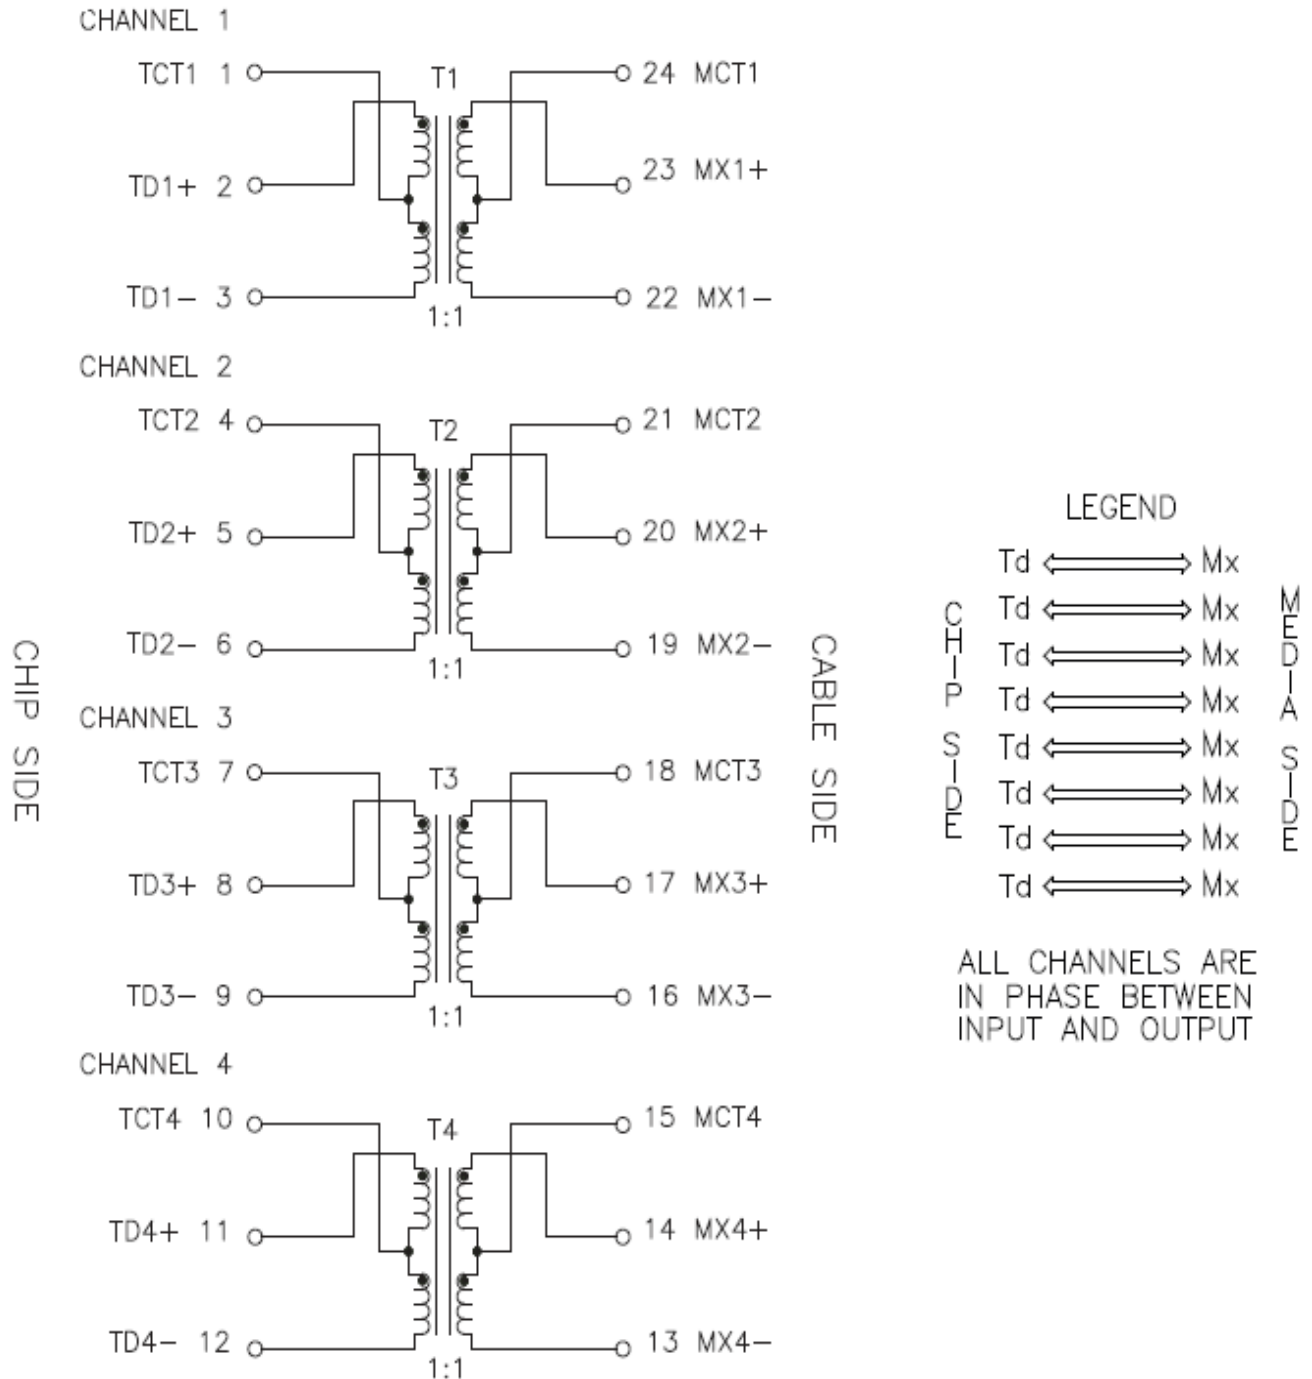 CHANNEL 1
TCT1 1
T1
24 MCT1
TD1+ 2
23 MX1+
TD1- 3
22 MX1-
1:1
CHANNEL 2
TCT2 4
T2
21 MCT2
TD2+ 5
20 MX2+
TD2- 6
19 MX2-
1:1
CHANNEL 3
TCT3 7
T3
18 MCT3
TD3+ 8
17 MX3+
TD3- 9
16 MX3-
1:1
CHANNEL 4
TCT4 10
T4
15 MCT4
TD4+ 11
14 MX4+
TD4- 12
13 MX4-
1:1
CHIP SIDE
CABLE SIDE
LEGEND
CHIP SIDE
Td Mx
Td Mx
Td Mx
Td Mx
Td Mx
Td Mx
Td Mx
Td Mx
MEDIA SIDE
ALL CHANNELS ARE
IN PHASE BETWEEN
INPUT AND OUTPUT